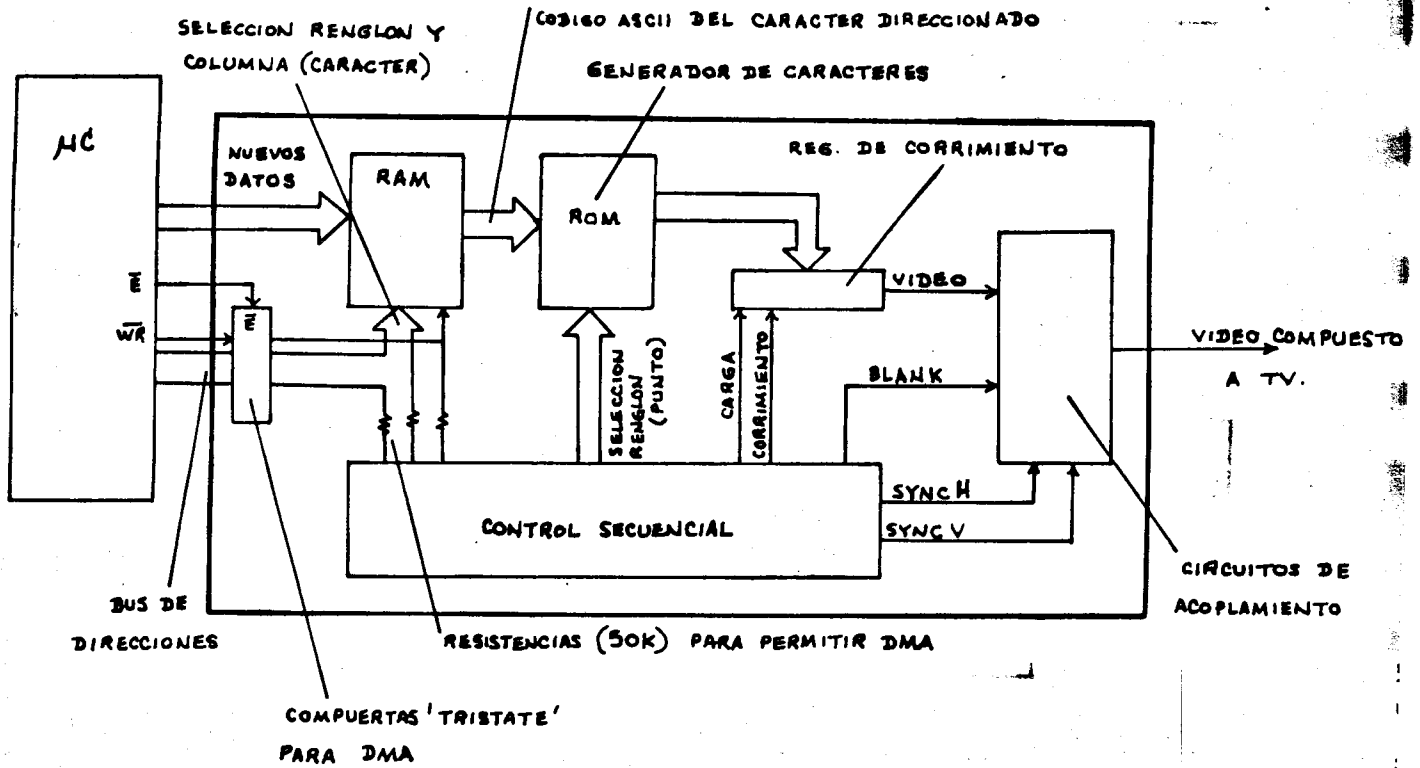 CODIGO ASCII DEL CARACTER DIRECCIONADO
SELECCION RENGLON Y
COLUMNA (CARACTER)
GENERADOR DE CARACTERES
REG. DE CORRIMIENTO
µC
NUEVOS
DATOS
RAM
ROM
VIDEO
WR
SELECCION
RENGLON
(PUNTO)
CARGA
CORRIMIENTO
BLANK
VIDEO COMPUESTO
A TV.
SYNC H
SYNC V
CONTROL SECUENCIAL
CIRCUITOS DE
ACOPLAMIENTO
BUS DE
DIRECCIONES
RESISTENCIAS (50K) PARA PERMITIR DMA
COMPUERTAS 'TRISTATE'
PARA DMA